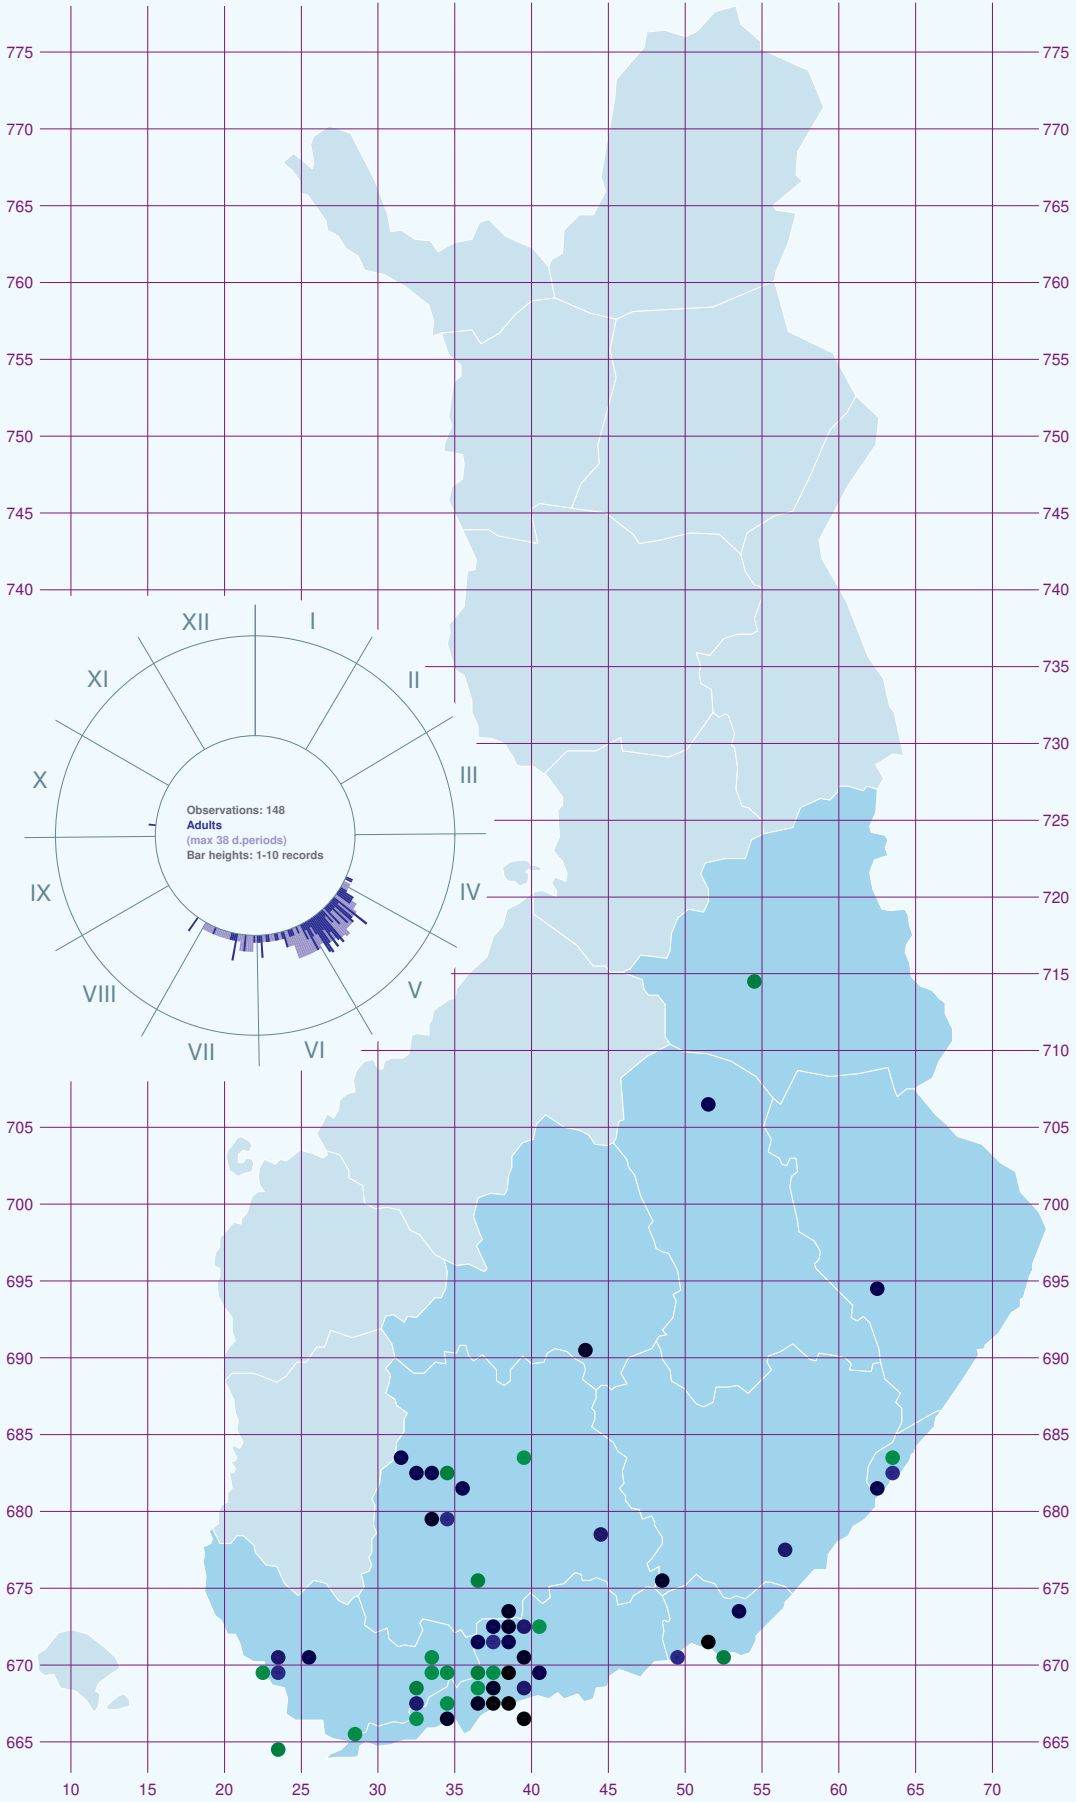 775 775
770 770
765 765
760 760
755 755
750 750
745 745
740 740
XII I
735
XI II
730
X III
Observations: 148
Adults
(max 38 d.periods)
Bar heights: 1-10 records
725
IX IV
720
VIII V
715
VII VI
710
705 705
700 700
695 695
690 690
685 685
680 680
675 675
670 670
665 665
10 15 20 25 30 35 40 45 50 55 60 65 70